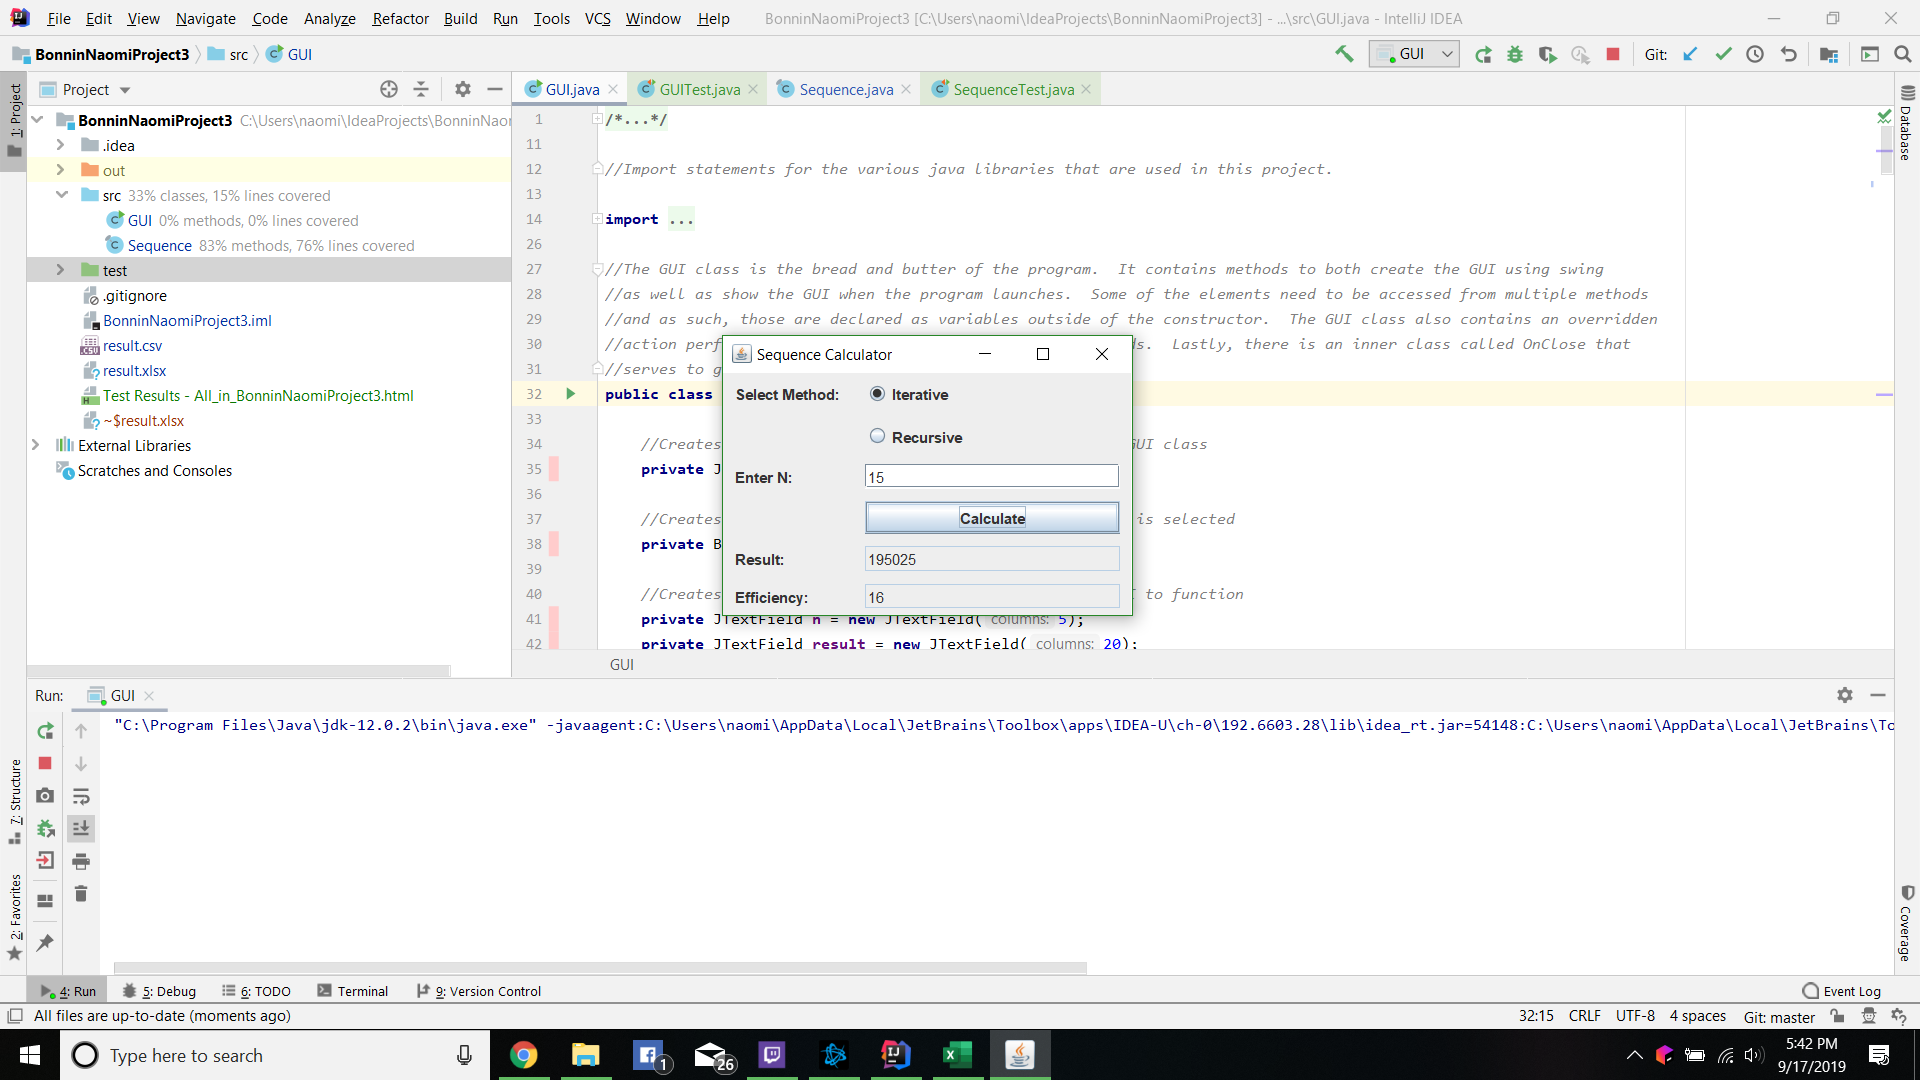 File Edit View Navigate Code Analyze Refactor Build Run Tools VCS Window Help BonninNaomiProject3 [C:\Users\naomi\IdeaProjects\BonninNaomiProject3] - ...\src\GUI.java - IntelliJ IDEA
BonninNaomiProject3 src GUI GUI Git:
1: Project
Project
BonninNaomiProject3 C:\Users\naomi\IdeaProjects\BonninNaor
.idea
out
src 33% classes, 15% lines covered
GUI 0% methods, 0% lines covered
Sequence 83% methods, 76% lines covered
test
.gitignore
BonninNaomiProject3.iml
result.csv
result.xlsx
Test Results - All_in_BonninNaomiProject3.html
~$result.xlsx
External Libraries
Scratches and Consoles
GUI.java GUITest.java Sequence.java SequenceTest.java
1 /*...*/
11
12 //Import statements for the various java libraries that are used in this project.
13
14 import ...
26
27 //The GUI class is the bread and butter of the program.  It contains methods to both create the GUI using swing
28 //as well as show the GUI when the program launches.  Some of the elements need to be accessed from multiple methods
29 //and as such, those are declared as variables outside of the constructor.  The GUI class also contains an overridden
30 //action perf ds.  Lastly, there is an inner class called OnClose that
31 //serves to g
32 public class
33
34 //Creates GUI class
35 private J
36
37 //Creates is selected
38 private B
39
40 //Creates I to function
41 private JTextField n = new JTextField( columns: 5);
42 private JTextField result = new JTextField( columns: 20);
GUI
Sequence Calculator
Select Method: Iterative
Recursive
Enter N: 15
Calculate
Result: 195025
Efficiency: 16
Database
Coverage
Run: GUI
"C:\Program Files\Java\jdk-12.0.2\bin\java.exe" -javaagent:C:\Users\naomi\AppData\Local\JetBrains\Toolbox\apps\IDEA-U\ch-0\192.6603.28\lib\idea_rt.jar=54148:C:\Users\naomi\AppData\Local\JetBrains\To
7: Structure
2: Favorites
4: Run 5: Debug 6: TODO Terminal 9: Version Control Event Log
All files are up-to-date (moments ago) 32:15 CRLF UTF-8 4 spaces Git: master
Type here to search 1 26 5:42 PM
9/17/2019